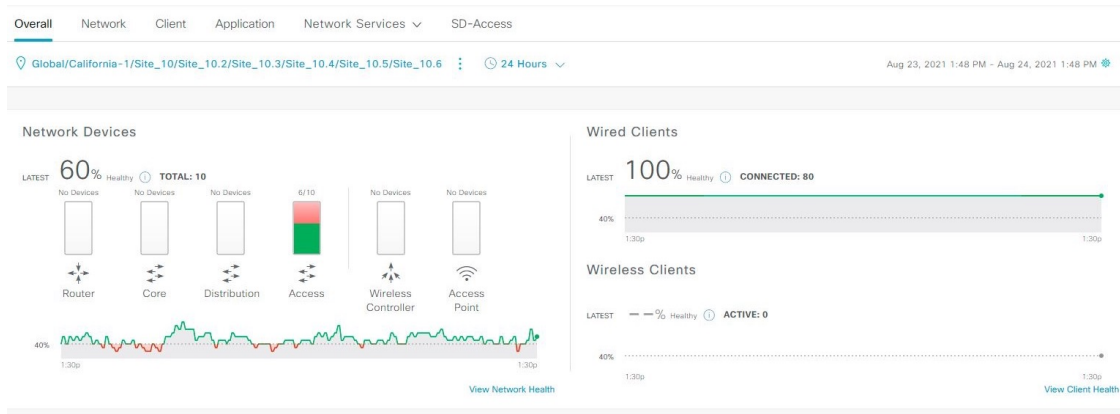 Overall Network Client Application Network Services SD-Access
Global/California-1/Site_10/Site_10.2/Site_10.3/Site_10.4/Site_10.5/Site_10.6 24 Hours Aug 23, 2021 1:48 PM - Aug 24, 2021 1:48 PM
Network Devices
LATEST 60% Healthy TOTAL: 10
No Devices No Devices No Devices 6/10 No Devices No Devices
Router Core Distribution Access Wireless Controller Access Point
40%
1:30p 1:30p
View Network Health
Wired Clients
LATEST 100% Healthy CONNECTED: 80
40%
1:30p 1:30p
Wireless Clients
LATEST – –% Healthy ACTIVE: 0
40%
1:30p 1:30p
View Client Health